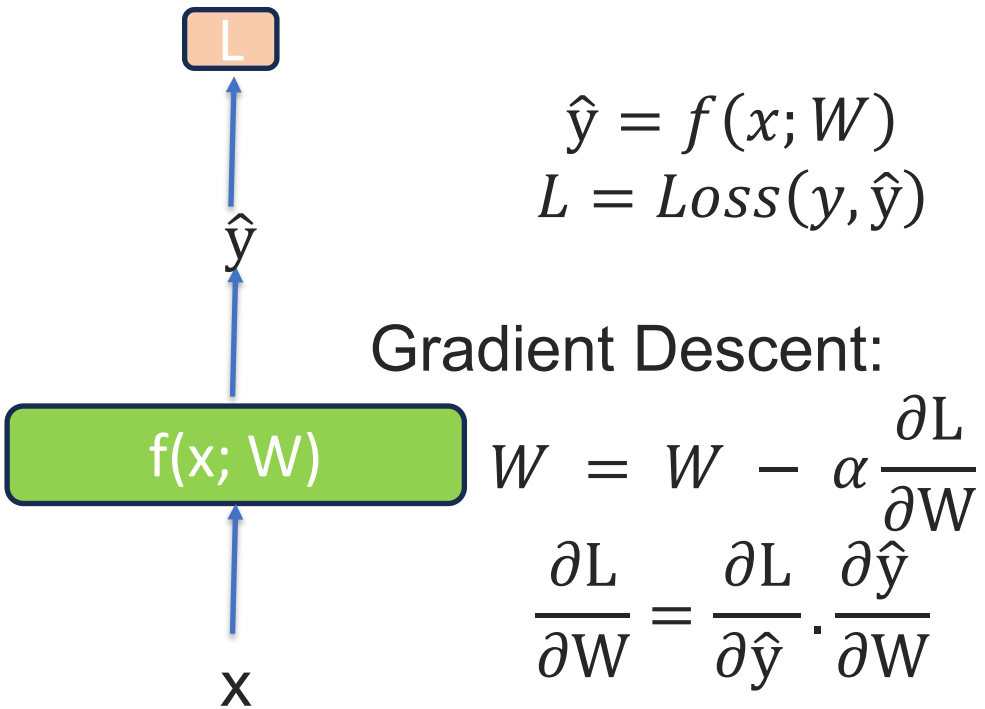 L
ŷ = f(x; W)
L = Loss(y, ŷ)
ŷ
Gradient Descent:
f(x; W)
W = W − α ∂L/∂W
∂L/∂W = ∂L/∂ŷ . ∂ŷ/∂W
x